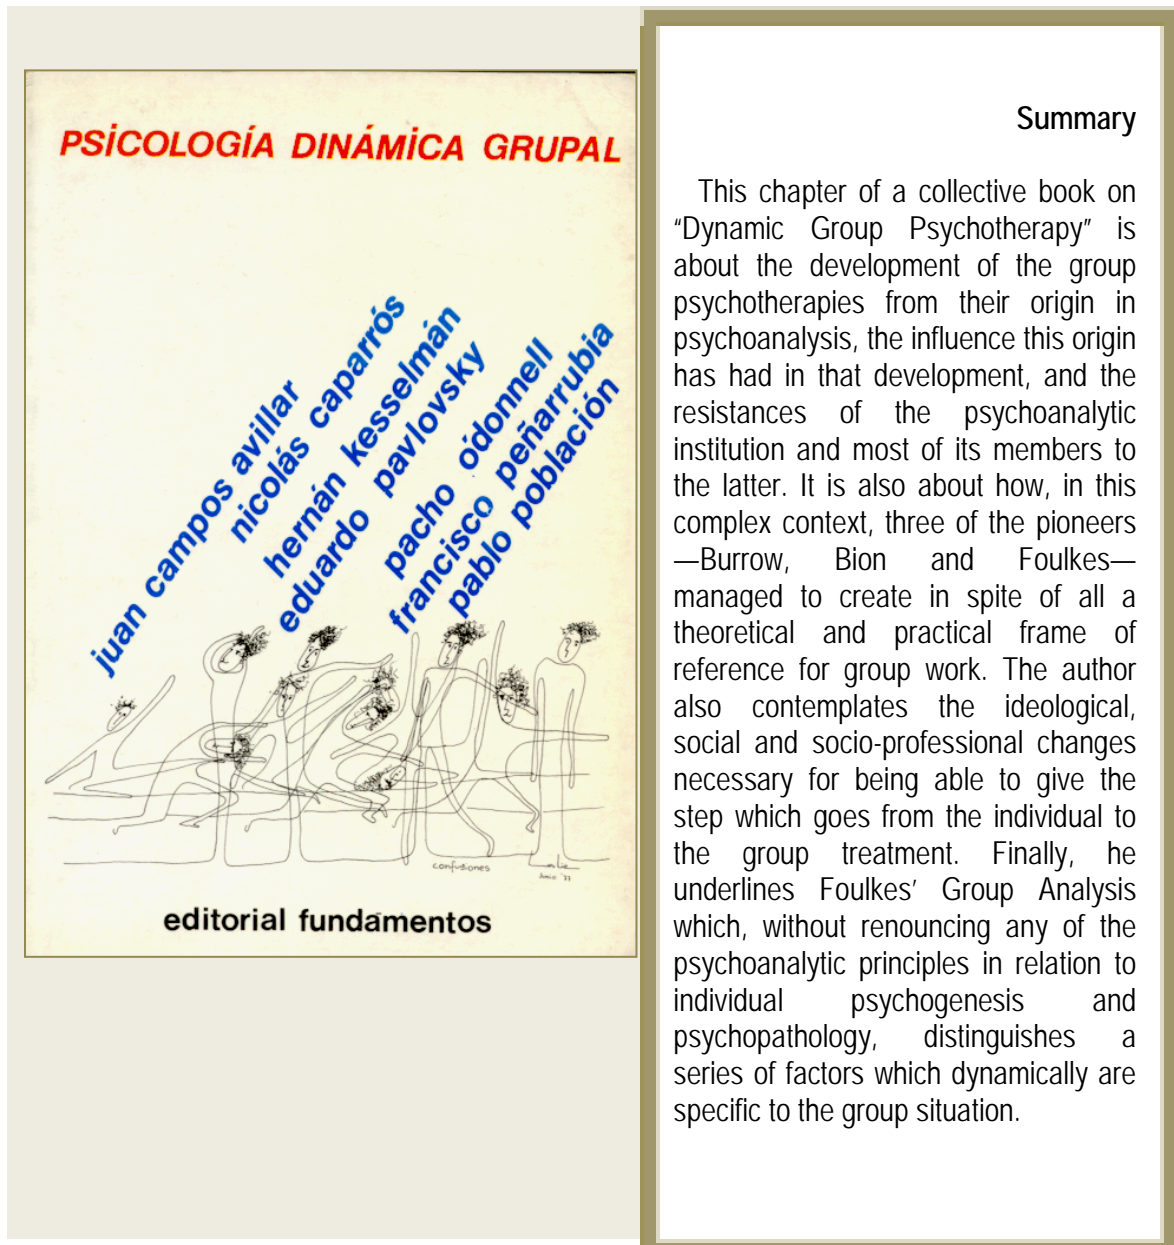 PSİCOLOGÍA DINÁMİCA GRUPAL
juan campos avillar
nicolás caparrós
hernán kesselmán
eduardo pavlovsky
pacho ódonnell
francisco peñarrubia
pablo población
confusiones
Junio '77
editorial fundamentos
Summary
This chapter of a collective book on
“Dynamic Group Psychotherapy” is
about the development of the group
psychotherapies from their origin in
psychoanalysis, the influence this origin
has had in that development, and the
resistances of the psychoanalytic
institution and most of its members to
the latter. It is also about how, in this
complex context, three of the pioneers
—Burrow, Bion and Foulkes—
managed to create in spite of all a
theoretical and practical frame of
reference for group work. The author
also contemplates the ideological,
social and socio-professional changes
necessary for being able to give the
step which goes from the individual to
the group treatment. Finally, he
underlines Foulkes’ Group Analysis
which, without renouncing any of the
psychoanalytic principles in relation to
individual psychogenesis and
psychopathology, distinguishes a
series of factors which dynamically are
specific to the group situation.